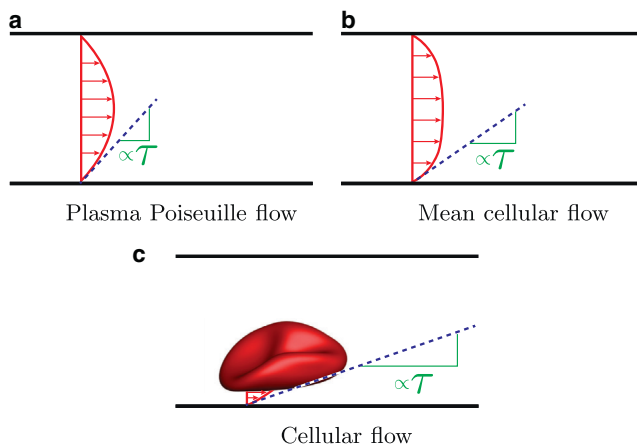 a
b
∝τ
∝τ
Plasma Poiseuille flow
Mean cellular flow
c
∝τ
Cellular flow